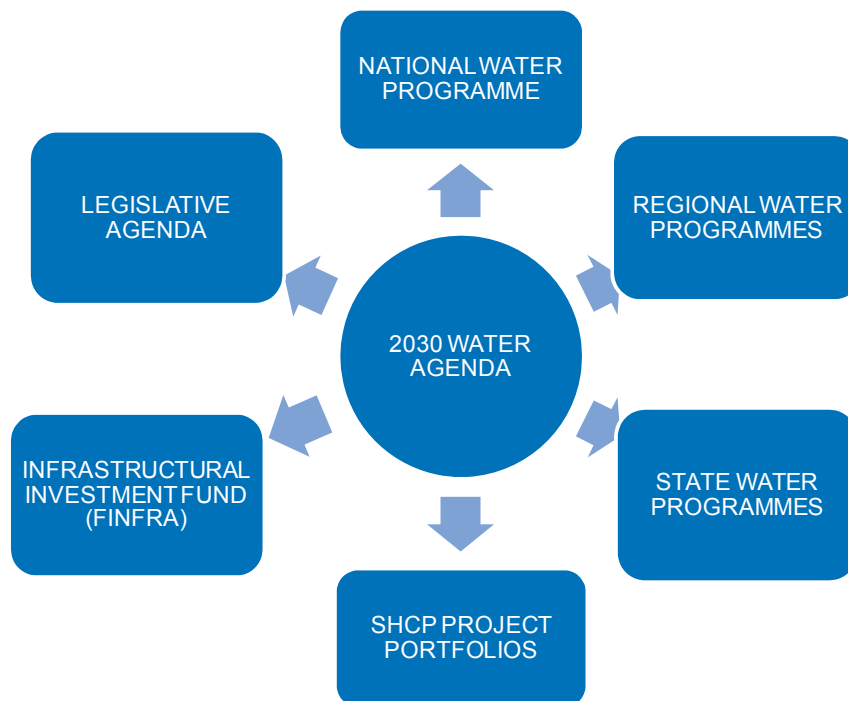 NATIONAL WATER
PROGRAMME
LEGISLATIVE
AGENDA
REGIONAL WATER
PROGRAMMES
2030 WATER
AGENDA
INFRASTRUCTURAL
INVESTMENT FUND
(FINFRA)
STATE WATER
PROGRAMMES
SHCP PROJECT
PORTFOLIOS